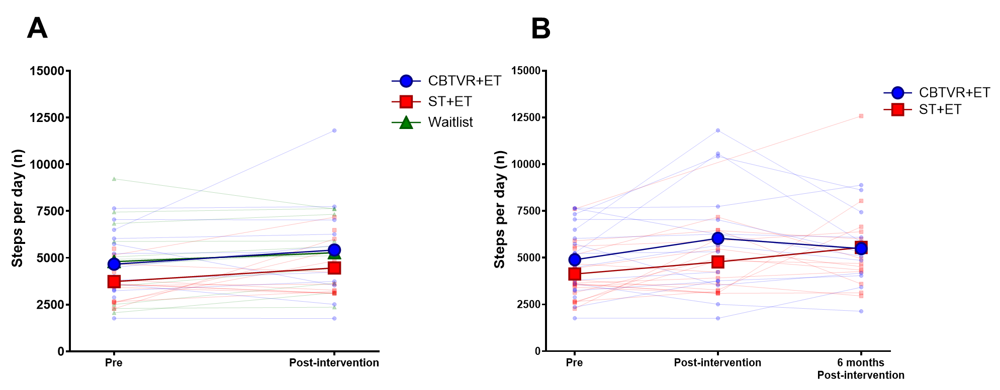 A
Steps per day (n)
15000
12500
10000
7500
5000
2500
0
Pre
Post-intervention
CBTVR+ET
ST+ET
Waitlist
B
Steps per day (n)
15000
12500
10000
7500
5000
2500
0
Pre
Post-intervention
6 months
Post-intervention
CBTVR+ET
ST+ET